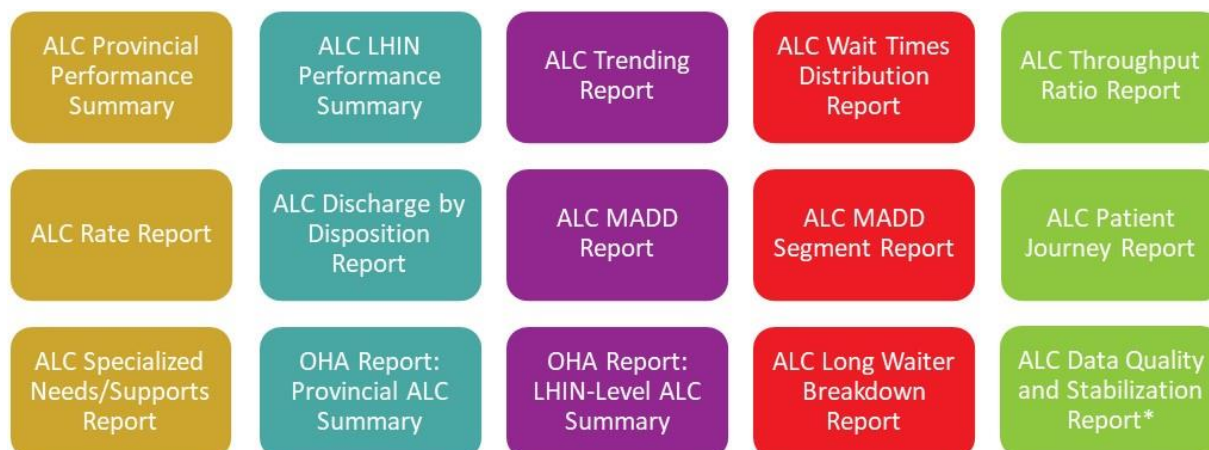 ALC Provincial
Performance
Summary
ALC LHIN
Performance
Summary
ALC Trending
Report
ALC Wait Times
Distribution
Report
ALC Throughput
Ratio Report
ALC Rate Report
ALC Discharge by
Disposition
Report
ALC MADD
Report
ALC MADD
Segment Report
ALC Patient
Journey Report
ALC Specialized
Needs/Supports
Report
OHA Report:
Provincial ALC
Summary
OHA Report:
LHIN-Level ALC
Summary
ALC Long Waiter
Breakdown
Report
ALC Data Quality
and Stabilization
Report*